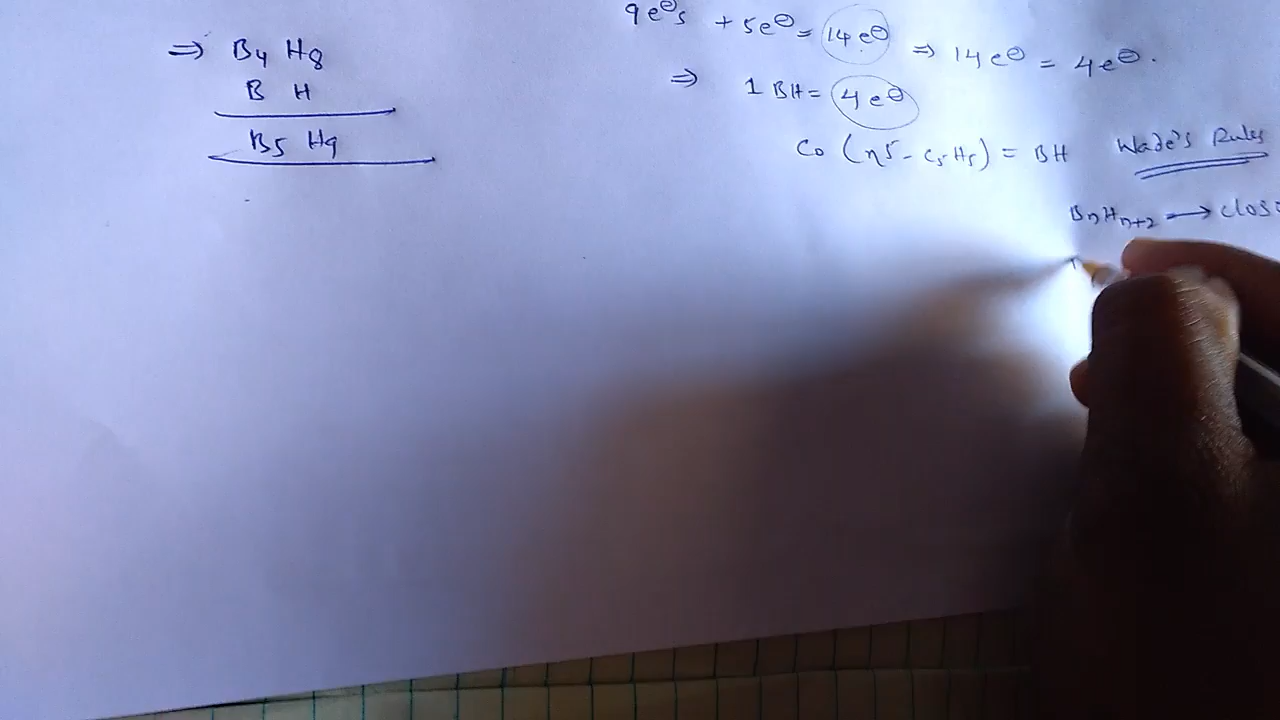 ⇒ B₄ H₈
B H
B₅ H₉
9e⊖s + 5e⊖ = 14e⊖ ⇒ 14e⊖ = 4e⊖.
⇒ 1 BH = 4e⊖
Co (η5 - C₅H₅) = BH
Wade's Rules
BnHn+2 → clos